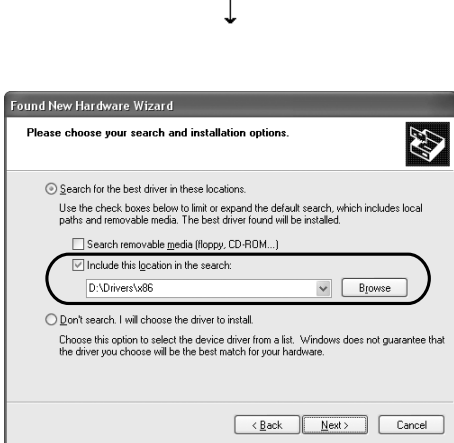 Found New Hardware Wizard
Please choose your search and installation options.
Search for the best driver in these locations.
Use the check boxes below to limit or expand the default search, which includes local
paths and removable media. The best driver found will be installed.
Search removable media (floppy, CD-ROM...)
Include this location in the search:
D:\Drivers\x86
Browse
Don't search. I will choose the driver to install.
Choose this option to select the device driver from a list. Windows does not guarantee that
the driver you choose will be the best match for your hardware.
< Back
Next >
Cancel